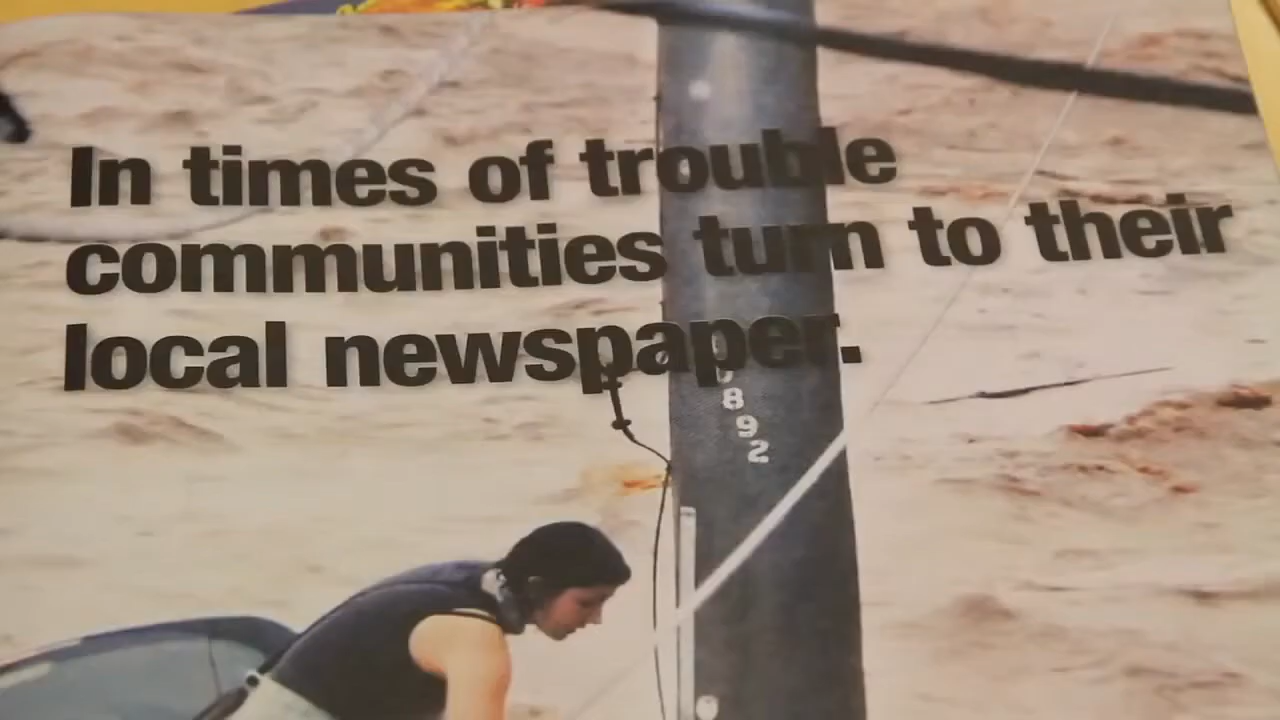 In times of trouble
communities turn to their
local newspaper.
892